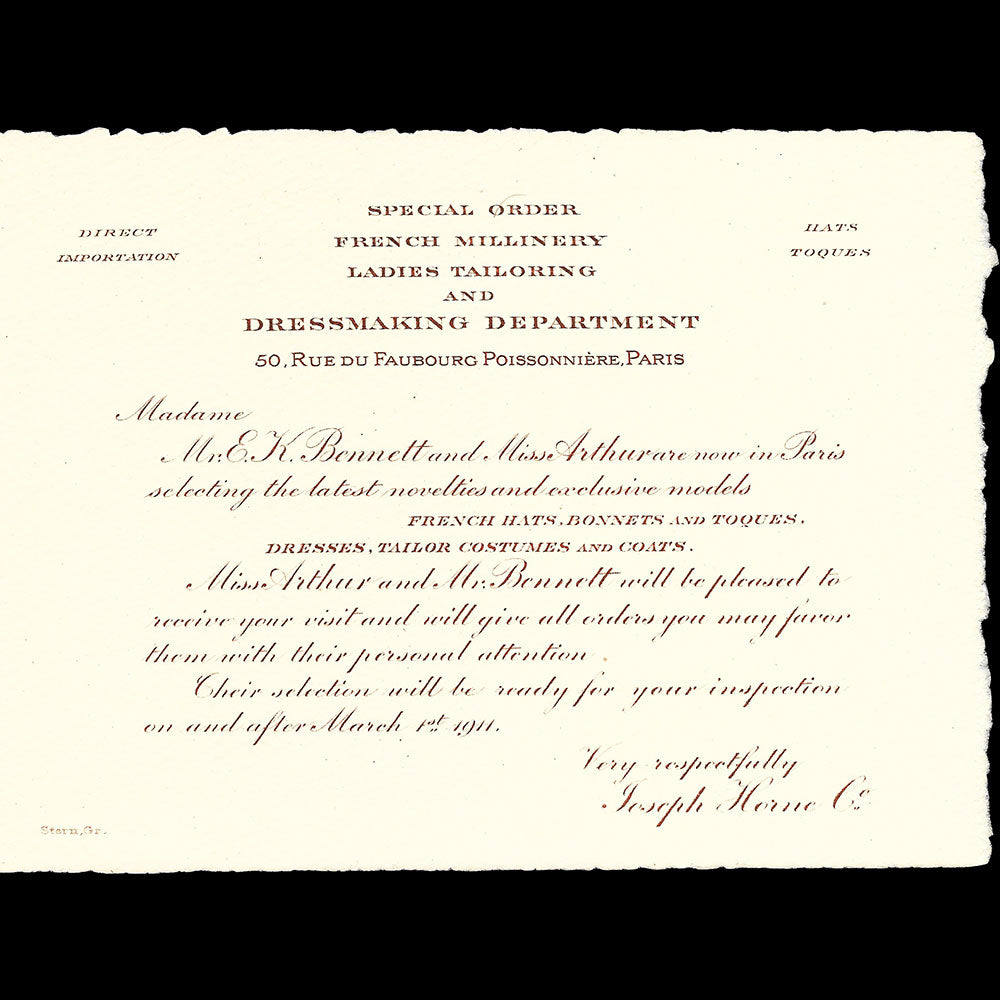 SPECIAL ORDER
FRENCH MILLINERY
LADIES TAILORING
AND
DRESSMAKING DEPARTMENT
50, RUE DU FAUBOURG POISSONNIÈRE, PARIS
DIRECT
IMPORTATION
HATS
TOQUES
Madame
Mr. E. K. Bennett and Miss Arthur are now in Paris
selecting the latest novelties and exclusive models
FRENCH HATS, BONNETS AND TOQUES,
DRESSES, TAILOR COSTUMES AND COATS.
Miss Arthur and Mr. Bennett will be pleased to
receive your visit and will give all orders you may favor
them with their personal attention
Their selection will be ready for your inspection
on and after March 1st 1911.
Very respectfully
Joseph Horne Co
Stern, Gr.